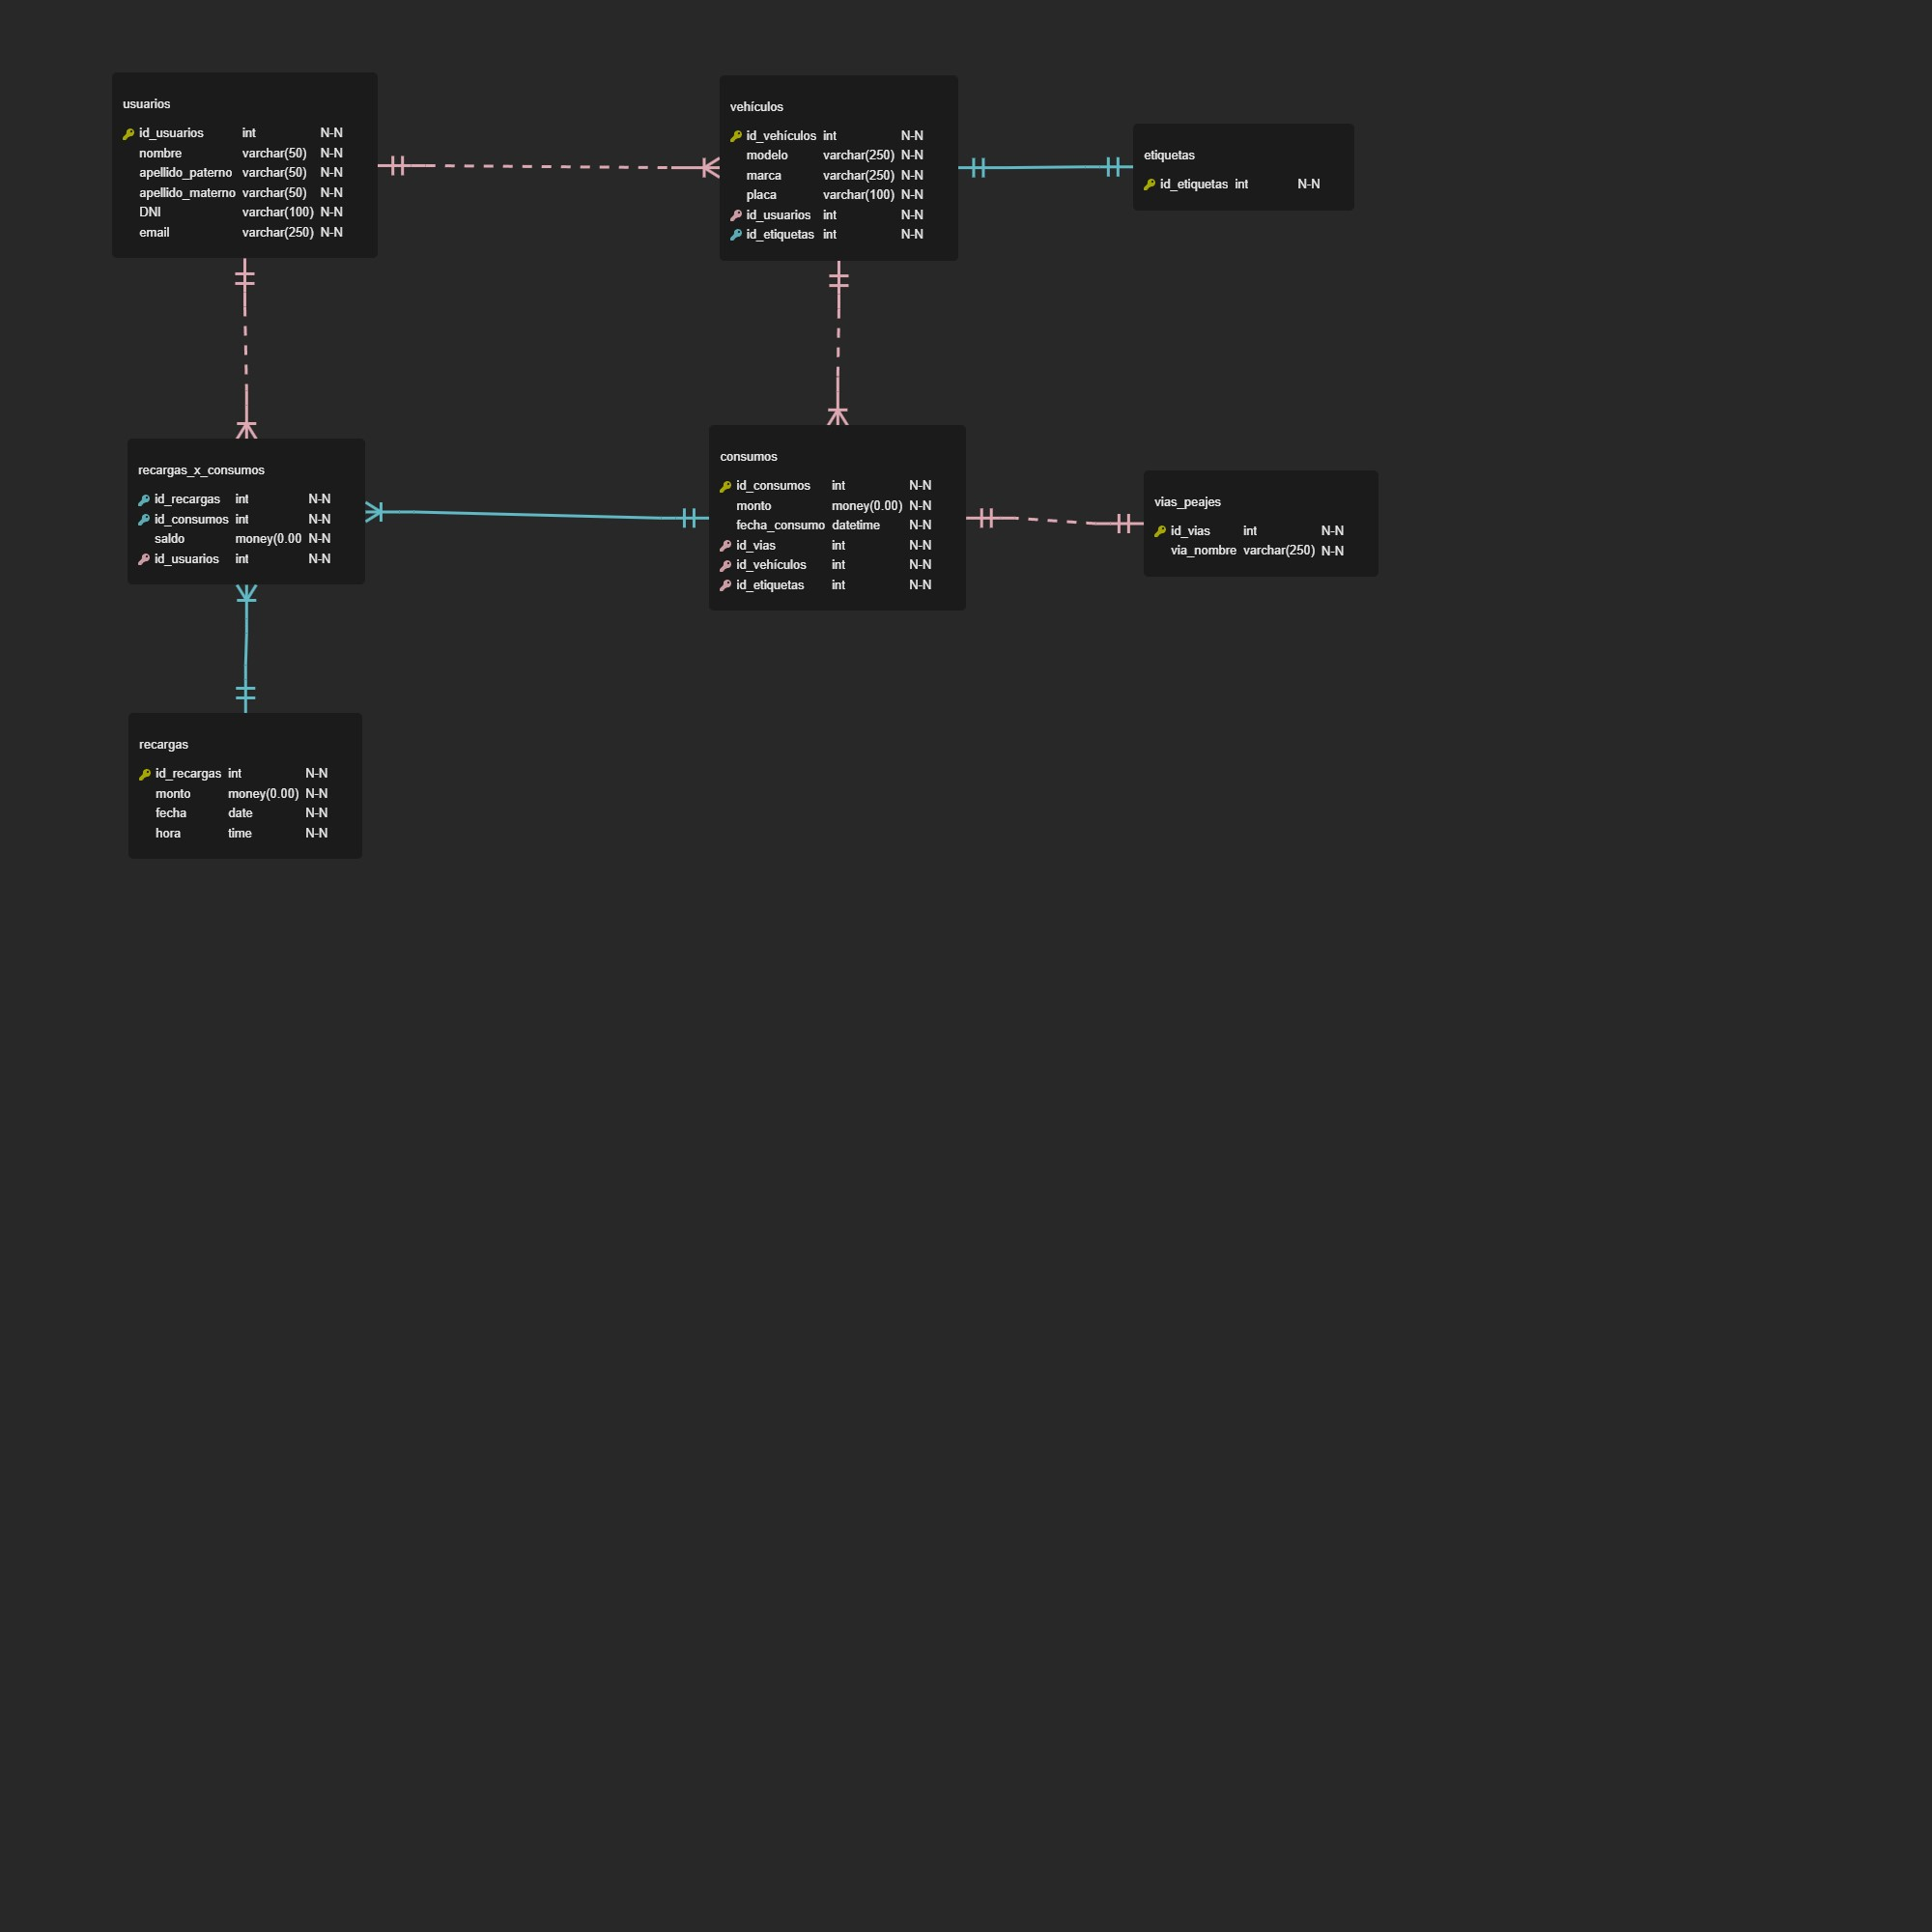 usuarios
id_usuarios int N-N
nombre varchar(50) N-N
apellido_paterno varchar(50) N-N
apellido_materno varchar(50) N-N
DNI varchar(100) N-N
email varchar(250) N-N
vehículos
id_vehículos int N-N
modelo varchar(250) N-N
marca varchar(250) N-N
placa varchar(100) N-N
id_usuarios int N-N
id_etiquetas int N-N
etiquetas
id_etiquetas int N-N
recargas_x_consumos
id_recargas int N-N
id_consumos int N-N
saldo money(0.00 N-N
id_usuarios int N-N
consumos
id_consumos int N-N
monto money(0.00) N-N
fecha_consumo datetime N-N
id_vias int N-N
id_vehículos int N-N
id_etiquetas int N-N
vias_peajes
id_vias int N-N
via_nombre varchar(250) N-N
recargas
id_recargas int N-N
monto money(0.00) N-N
fecha date N-N
hora time N-N